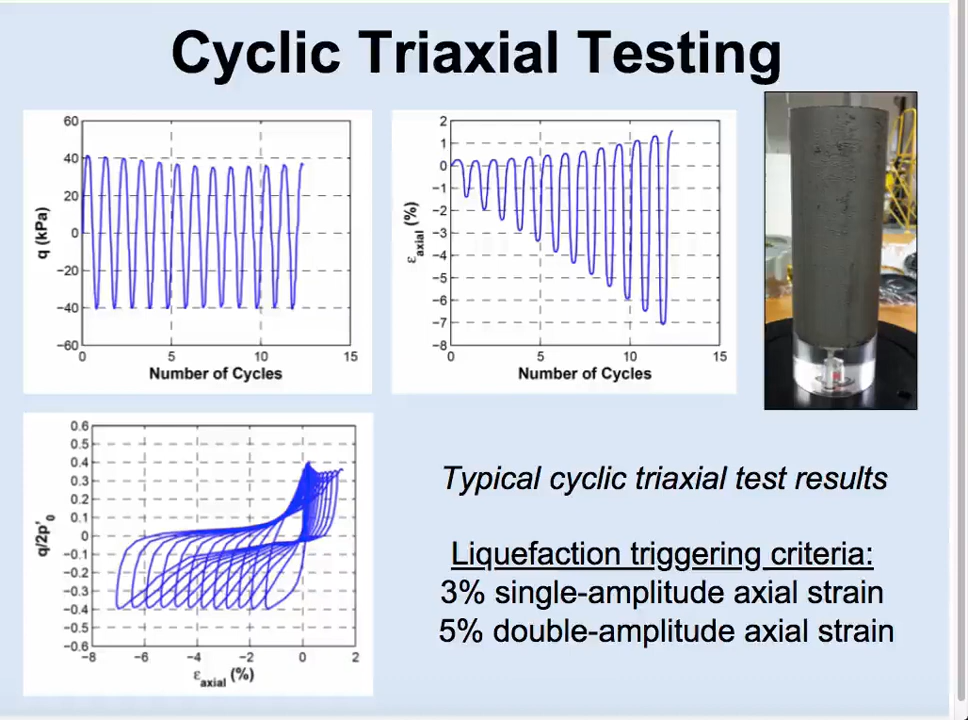 Cyclic Triaxial Testing
60
40
20
0
−20
−40
−60
0 5 10 15
q (kPa)
Number of Cycles
2
1
0
−1
−2
−3
−4
−5
−6
−7
−8
0 5 10 15
εaxial (%)
Number of Cycles
0.6
0.5
0.4
0.3
0.2
0.1
0
−0.1
−0.2
−0.3
−0.4
−0.5
−0.6
−8 −6 −4 −2 0 2
q/2p'0
εaxial (%)
Typical cyclic triaxial test results
Liquefaction triggering criteria:
3% single-amplitude axial strain
5% double-amplitude axial strain